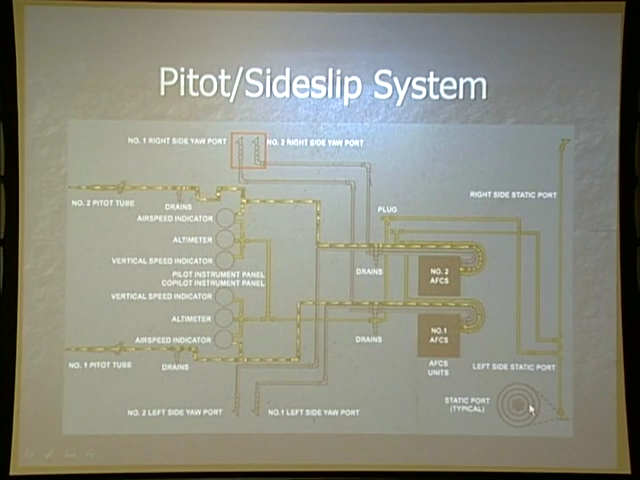 Pitot/Sideslip System
NO. 1 RIGHT SIDE YAW PORT
NO. 2 RIGHT SIDE YAW PORT
RIGHT SIDE STATIC PORT
NO. 2 PITOT TUBE
DRAINS
PLUG
AIRSPEED INDICATOR
ALTIMETER
VERTICAL SPEED INDICATOR
DRAINS
NO. 2
AFCS
PILOT INSTRUMENT PANEL
COPILOT INSTRUMENT PANEL
VERTICAL SPEED INDICATOR
ALTIMETER
AIRSPEED INDICATOR
DRAINS
NO.1
AFCS
NO. 1 PITOT TUBE
DRAINS
AFCS
UNITS
LEFT SIDE STATIC PORT
NO. 2 LEFT SIDE YAW PORT
NO.1 LEFT SIDE YAW PORT
STATIC PORT
(TYPICAL)